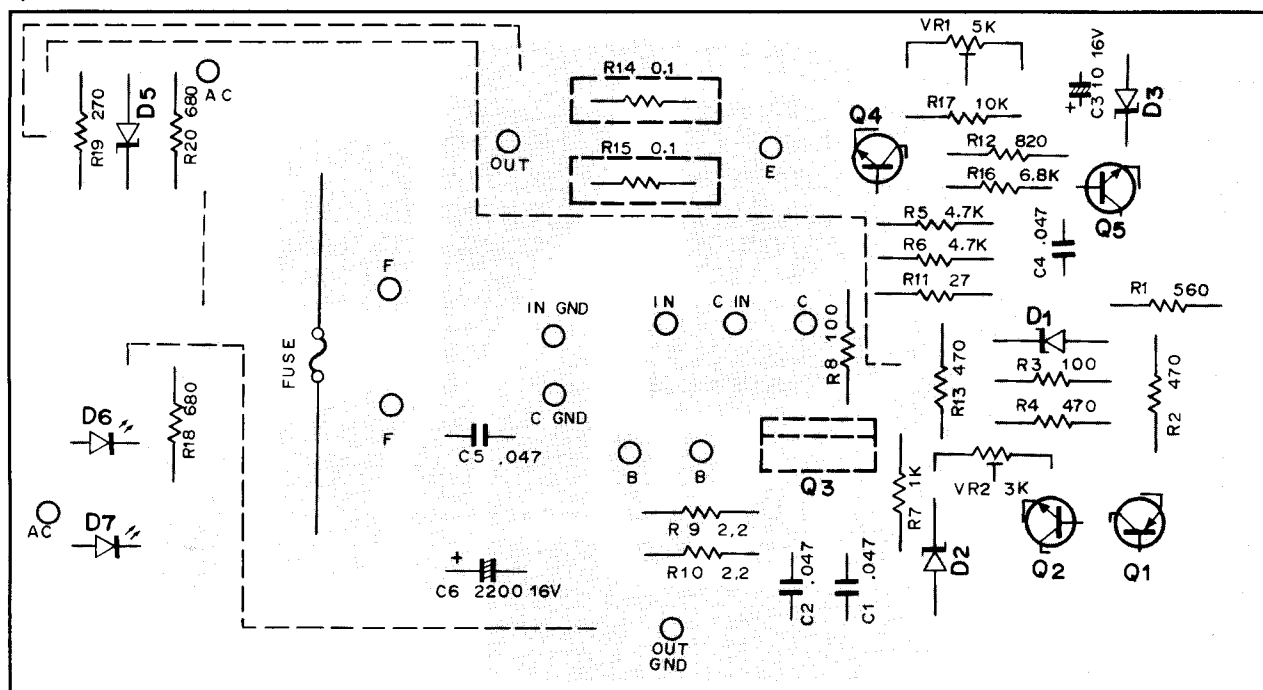 VR1 5K
R14 0.1
C3 10 16V
+
D3
R19 270
D5
R20 680
AC
R17 10K
Q4
OUT
R12 820
R15 0.1
E
R16 6.8K
Q5
R5 4.7K
C4 .047
R6 4.7K
F
R11 27
R1 560
IN GND
IN
C IN
C
R8 100
D1
FUSE
R13 470
R3 100
R2 470
C GND
R4 470
D6
R18 680
F
C5 .047
B
B
Q3
R7 1K
VR2 3K
AC
D7
R9 2,2
D2
Q2
Q1
R10 2,2
+
C6 2200 16V
C2 .047
C1 .047
OUT
GND